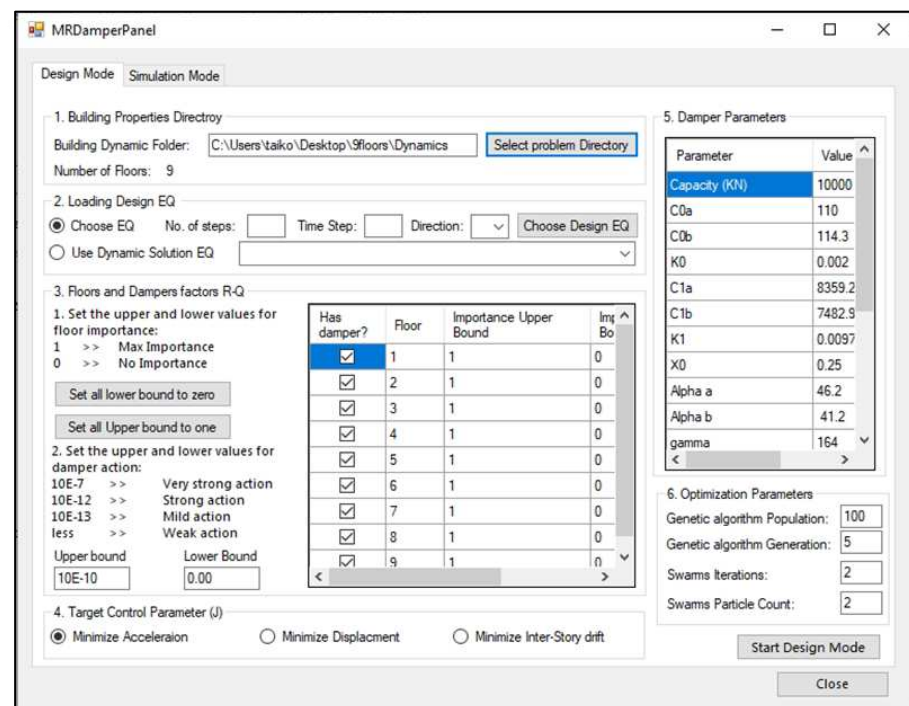 MRDamperPanel
Design Mode Simulation Mode
1. Building Properties Directroy
Building Dynamic Folder: C:\Users\taiko\Desktop\9floors\Dynamics Select problem Directory
Number of Floors: 9
2. Loading Design EQ
Choose EQ No. of steps: Time Step: Direction: Choose Design EQ
Use Dynamic Solution EQ
3. Floors and Dampers factors R-Q
1. Set the upper and lower values for
floor importance:
1 >> Max Importance
0 >> No Importance
Set all lower bound to zero
Set all Upper bound to one
2. Set the upper and lower values for
damper action:
10E-7 >> Very strong action
10E-12 >> Strong action
10E-13 >> Mild action
less >> Weak action
Upper bound Lower Bound
10E-10 0.00
Has
damper? Floor Importance Upper
Bound
1 1 0
2 1 0
3 1 0
4 1 0
5 1 0
6 1 0
7 1 0
8 1 0
9 1 0
4. Target Control Parameter (J)
Minimize Acceleraion Minimize Displacment Minimize Inter-Story drift
5. Damper Parameters
Parameter Value
Capacity (KN) 10000
C0a 110
C0b 114.3
K0 0.002
C1a 8359.2
C1b 7482.9
K1 0.0097
X0 0.25
Alpha a 46.2
Alpha b 41.2
gamma 164
6. Optimization Parameters
Genetic algorithm Population: 100
Genetic algorithm Generation: 5
Swarms Iterations: 2
Swarms Particle Count: 2
Start Design Mode
Close